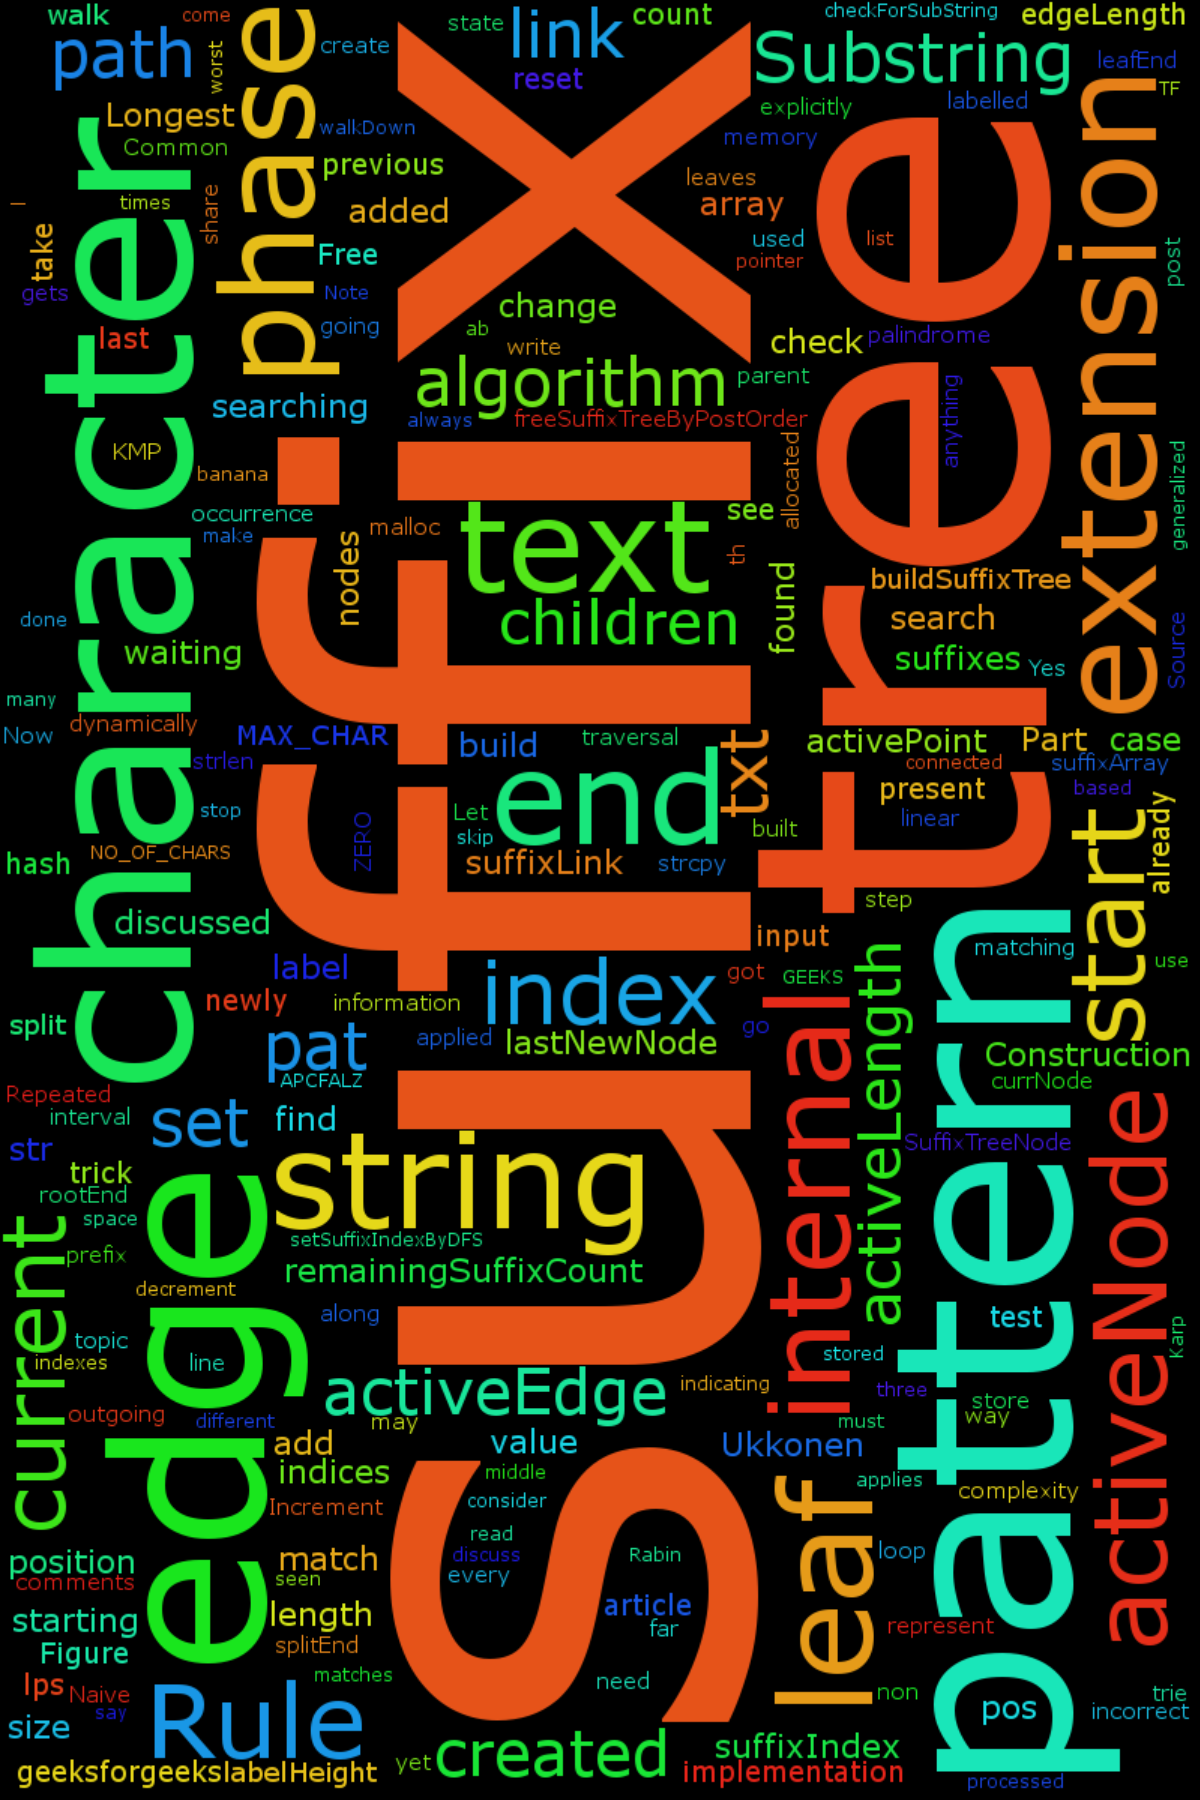 walk
come
state
link
count
checkForSubString
edgeLength
path
worst
phase
create
reset
Substring
leafEnd
TF
Longest
walkDown
explicitly
labelled
Common
previous
memory
times
share
added
leaves
array
take
gets
Free
Note
going
used
pointer
list
post
last
ab
change
write
check
palindrome
algorithm
parent
searching
always
freeSuffixTreeByPostOrder
anything
KMP
banana
occurrence
make
malloc
nodes
text
see
allocated
th
found
generalized
extension
character
suffix
tree
children
buildSuffixTree
search
suffixes
Yes
Source
done
waiting
many
dynamically
Now
MAX_CHAR
strlen
build
traversal
txt
activePoint
Part
case
connected
suffixArray
present
based
linear
stop
ZERO
Let
skip
end
built
already
start
hash
NO_OF_CHARS
suffixLink
strcpy
step
discussed
input
matching
use
label
newly
information
index
got
GEEKS
activeLength
internal
go
split
pat
applied
lastNewNode
Construction
currNode
APCFALZ
Repeated
interval
set
find
SuffixTreeNode
str
trick
string
rootEnd
space
prefix
setSuffixIndexByDFS
remainingSuffixCount
decrement
along
current
edge
pattern
activeNode
test
Karp
topic
indexes
line
stored
outgoing
different
activeEdge
indicating
three
store
way
may
must
add
value
Ukkonen
indices
middle
applies
complexity
Increment
consider
leaf
read
discuss
every
Rabin
loop
position
comments
match
seen
starting
length
article
far
represent
Figure
splitEnd
lps
Naive
say
matches
need
non
trie
pos
incorrect
size
Rule
geeksforgeeks
labelHeight
yet
created
suffixIndex
implementation
processed